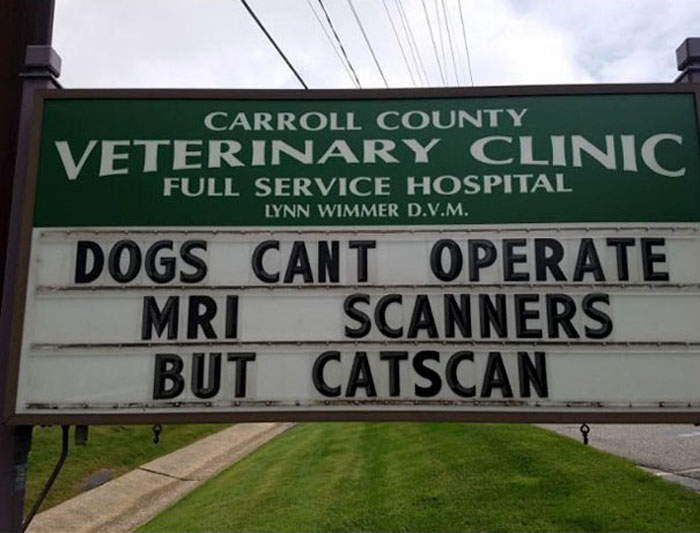 CARROLL COUNTY
VETERINARY CLINIC
FULL SERVICE HOSPITAL
LYNN WIMMER D.V.M.
DOGS CANT OPERATE
MRI SCANNERS
BUT CATSCAN